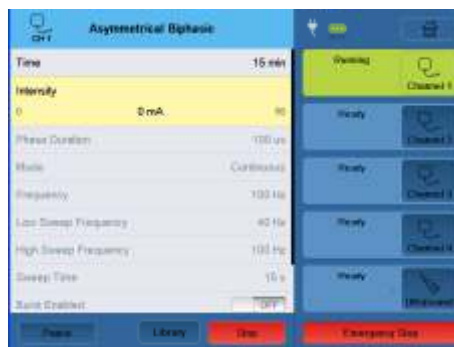 CH 1
Asymmetrical Biphasic
Time 15 min
Intensity
0 0 mA
Phase Duration 100 us
Mode Continuous
Frequency 100 Hz
Low Sweep Frequency 40 Hz
High Sweep Frequency 100 Hz
Sweep Time 15 s
Burst Enabled OFF
Pause
Library
Stop
Running
Channel 1
Ready
Channel 2
Ready
Channel 3
Ready
Channel 4
Ready
Ultrasound
Emergency Stop